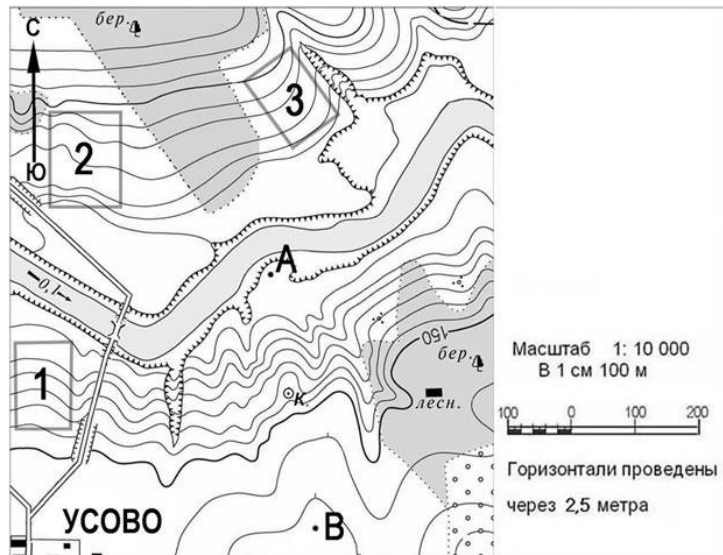 бер.
С
3
2
Ю
А
0,1
1
150
бер.
К.
лесн.
УСОВО
В
Масштаб 1: 10 000
В 1 см 100 м
100 0 100 200
Горизонтали проведены
через 2,5 метра